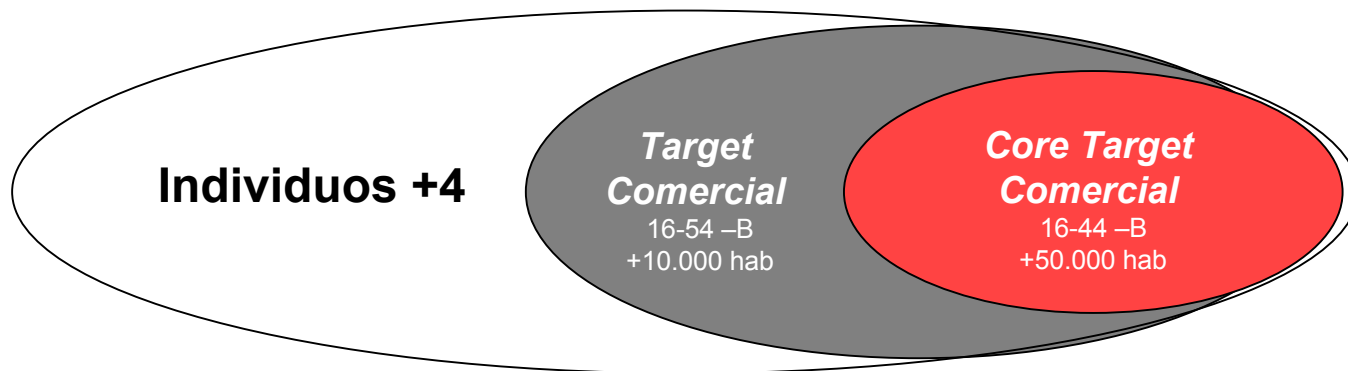 Individuos +4
Target
Comercial
16-54 –B
+10.000 hab
Core Target
Comercial
16-44 –B
+50.000 hab